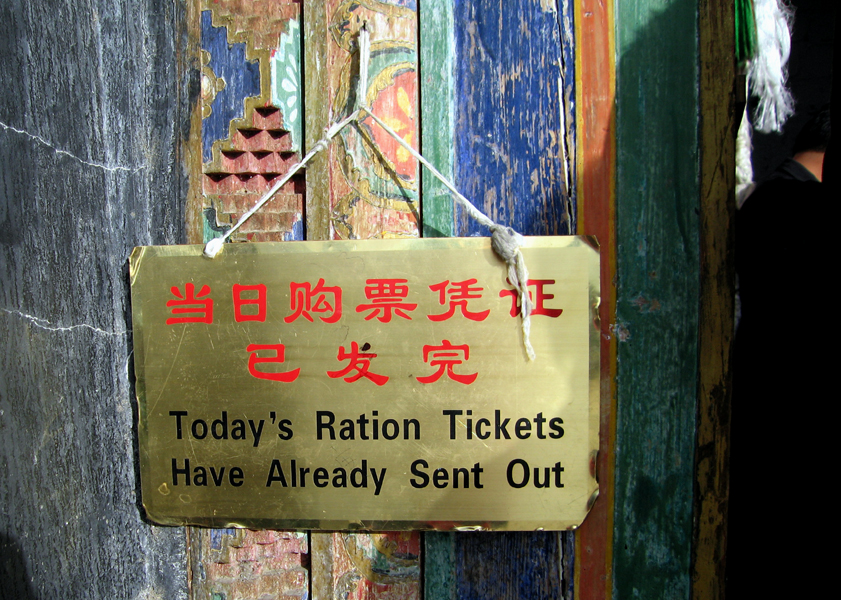 当日购票凭证
已发完
Today's Ration Tickets
Have Already Sent Out